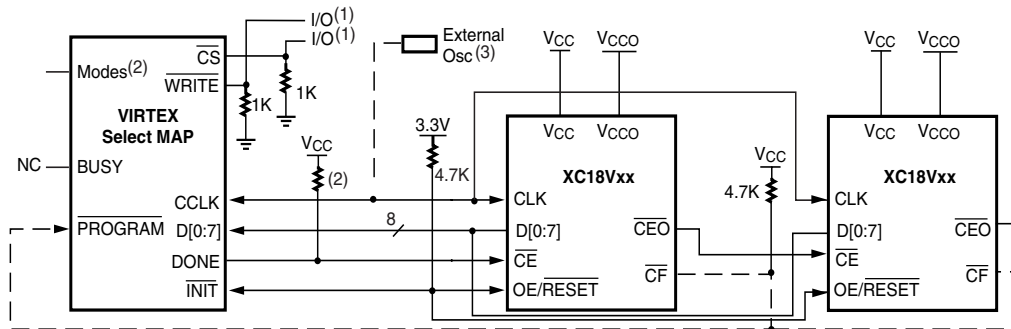 I/O(1)
I/O(1)
External
Osc(3)
VCC VCCO
VCC VCCO
Modes(2)
CS
WRITE
1K
1K
VIRTEX
Select MAP
NC
BUSY
VCC
(2)
3.3V
4.7K
VCC VCCO
XC18Vxx
VCC
4.7K
VCC VCCO
XC18Vxx
CCLK
PROGRAM
D[0:7]
8
DONE
INIT
CLK
D[0:7]
CE
OE/RESET
CEO
CF
CLK
D[0:7]
CE
OE/RESET
CEO
CF